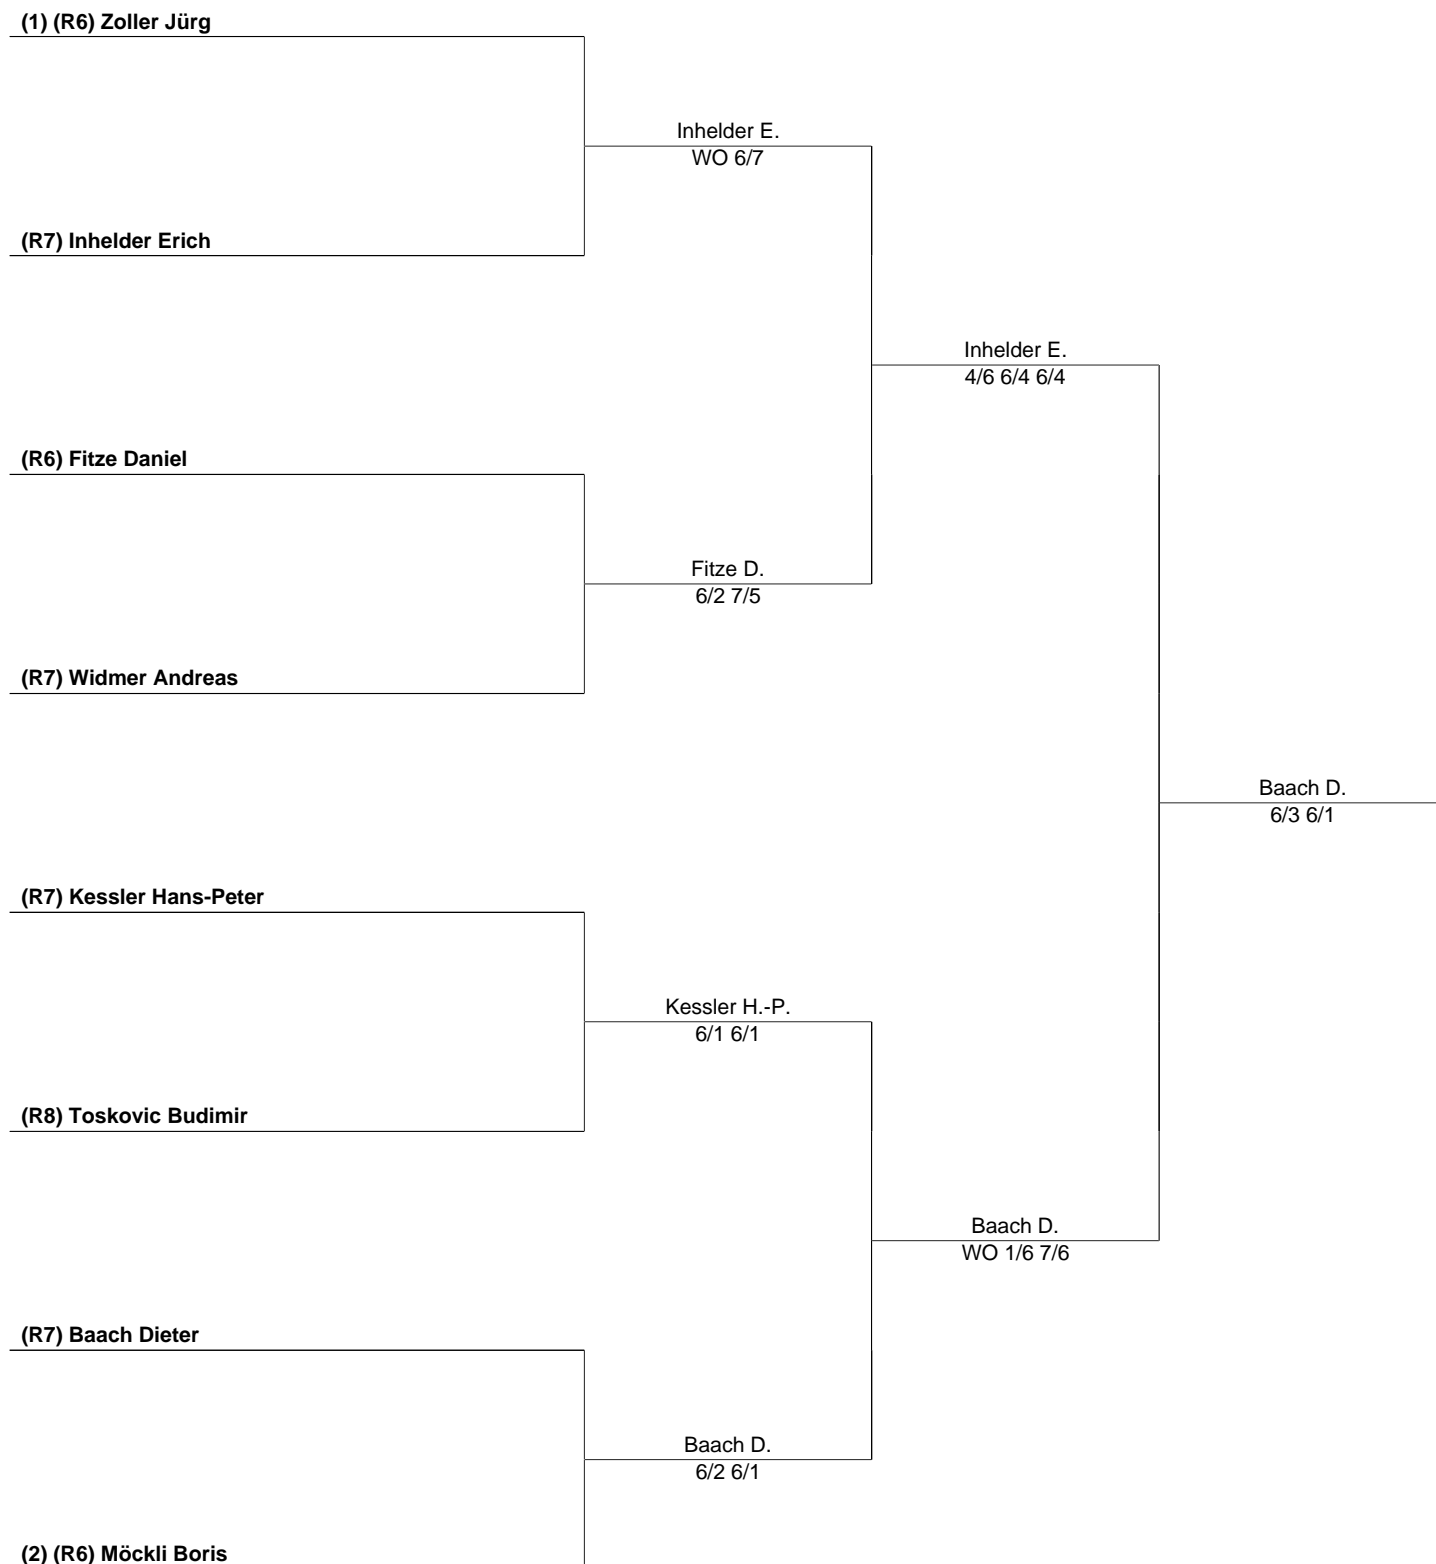 (1) (R6) Zoller Jürg
Inhelder E.
WO 6/7
(R7) Inhelder Erich
Inhelder E.
4/6 6/4 6/4
(R6) Fitze Daniel
Fitze D.
6/2 7/5
(R7) Widmer Andreas
Baach D.
6/3 6/1
(R7) Kessler Hans-Peter
Kessler H.-P.
6/1 6/1
(R8) Toskovic Budimir
Baach D.
WO 1/6 7/6
(R7) Baach Dieter
Baach D.
6/2 6/1
(2) (R6) Möckli Boris